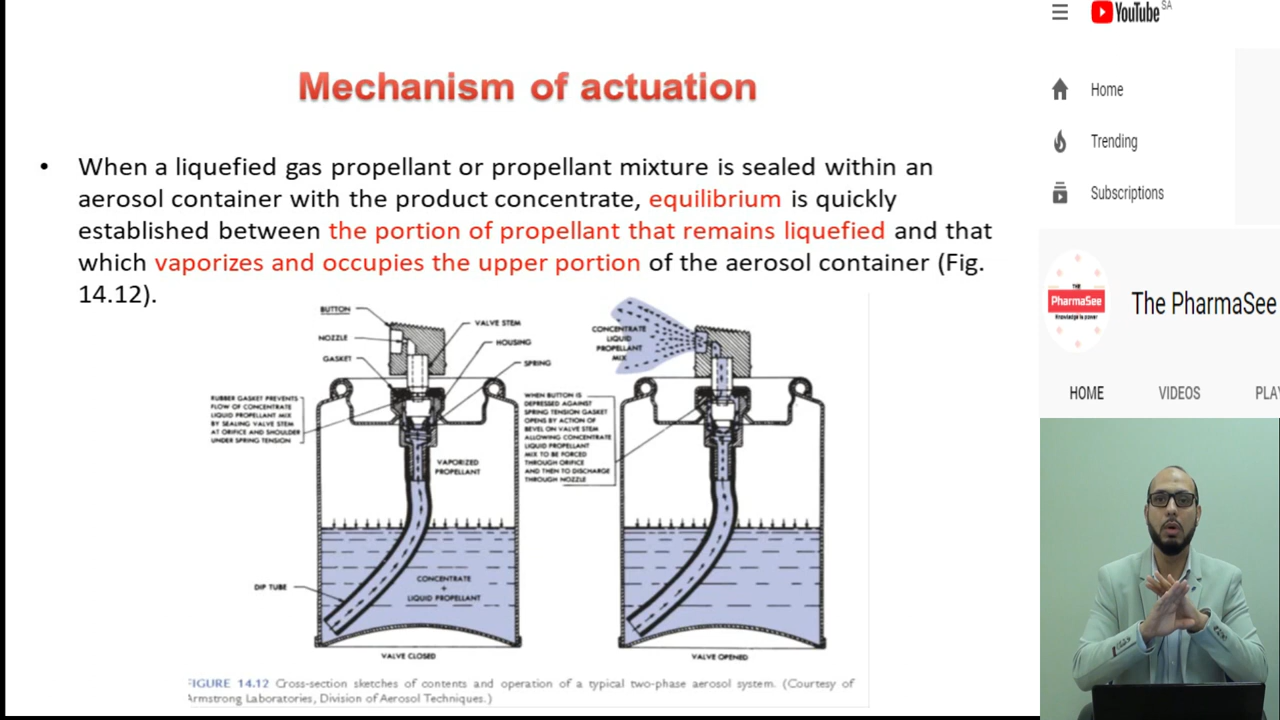 Mechanism of actuation
• When a liquefied gas propellant or propellant mixture is sealed within an
aerosol container with the product concentrate, equilibrium is quickly
established between the portion of propellant that remains liquefied and that
which vaporizes and occupies the upper portion of the aerosol container (Fig.
14.12).
BUTTON
NOZZLE
GASKET
VALVE STEM
HOUSING
SPRING
RUBBER GASKET PREVENTS
FLOW OF CONCENTRATE
LIQUID PROPELLANT MIX
BY SEALING VALVE STEM
AT ORIFICE AND SHOULDER
UNDER SPRING TENSION
VAPORIZED
PROPELLANT
DIP TUBE
CONCENTRATE
+
LIQUID PROPELLANT
VALVE CLOSED
CONCENTRATE
LIQUID
PROPELLANT
MIX
WHEN BUTTON IS
DEPRESSED AGAINST
SPRING TENSION GASKET
OPENS BY ACTION OF
BEVEL ON VALVE STEM
ALLOWING CONCENTRATE
LIQUID PROPELLANT
MIX TO BE FORCED
THROUGH ORIFICE
AND THEN TO DISCHARGE
THROUGH NOZZLE
VALVE OPENED
FIGURE 14.12 Cross-section sketches of contents and operation of a typical two-phase aerosol system. (Courtesy of
Armstrong Laboratories, Division of Aerosol Techniques.)
YouTube SA
Home
Trending
Subscriptions
THE
PharmaSee
Knowledge is power
The PharmaSee
HOME VIDEOS PLAY